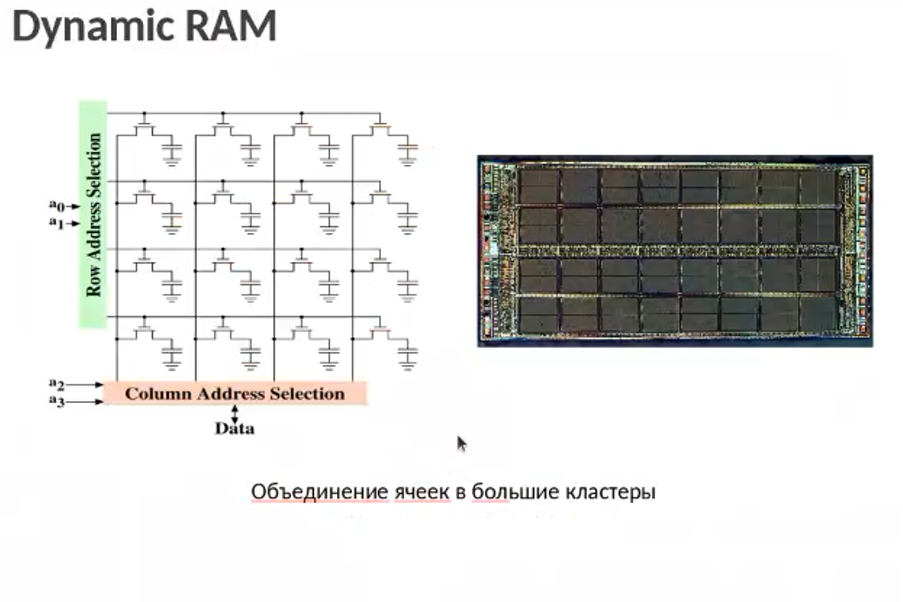 Dynamic RAM
Row Address Selection
a0
a1
a2
a3
Column Address Selection
Data
Объединение ячеек в большие кластеры